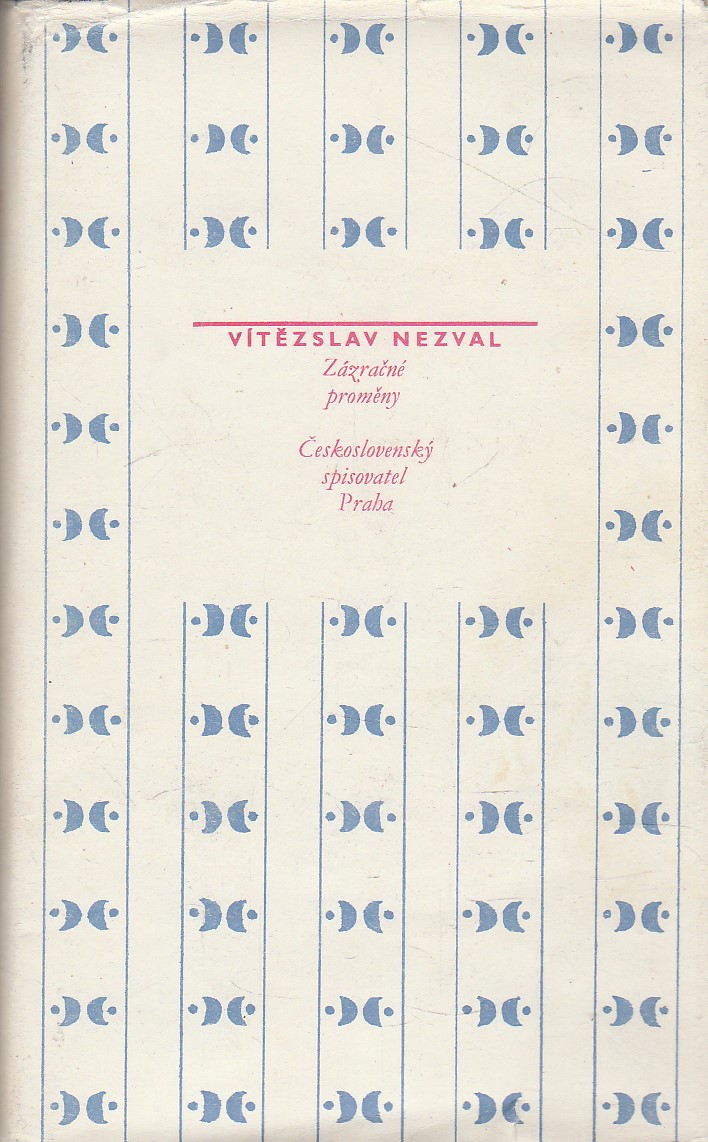 VÍTĚZSLAV NEZVAL
Zázračné
proměny
Československý
spisovatel
Praha